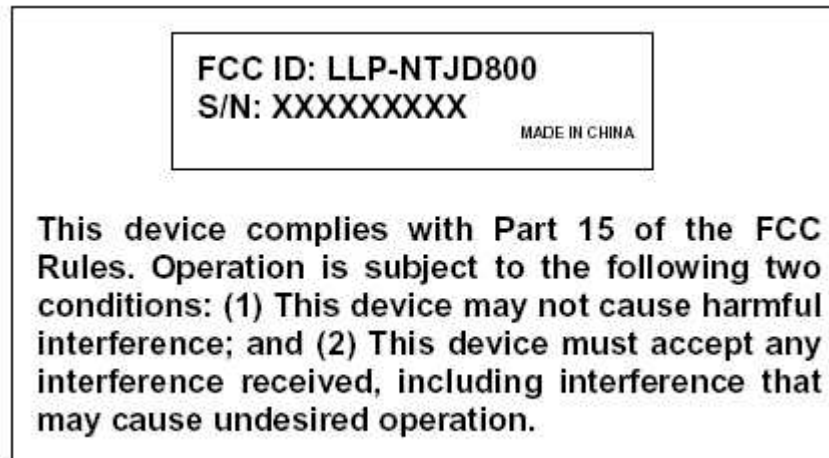 FCC ID: LLP-NTJD800
S/N: XXXXXXXXX
MADE IN CHINA
This device complies with Part 15 of the FCC
Rules. Operation is subject to the following two
conditions: (1) This device may not cause harmful
interference; and (2) This device must accept any
interference received, including interference that
may cause undesired operation.